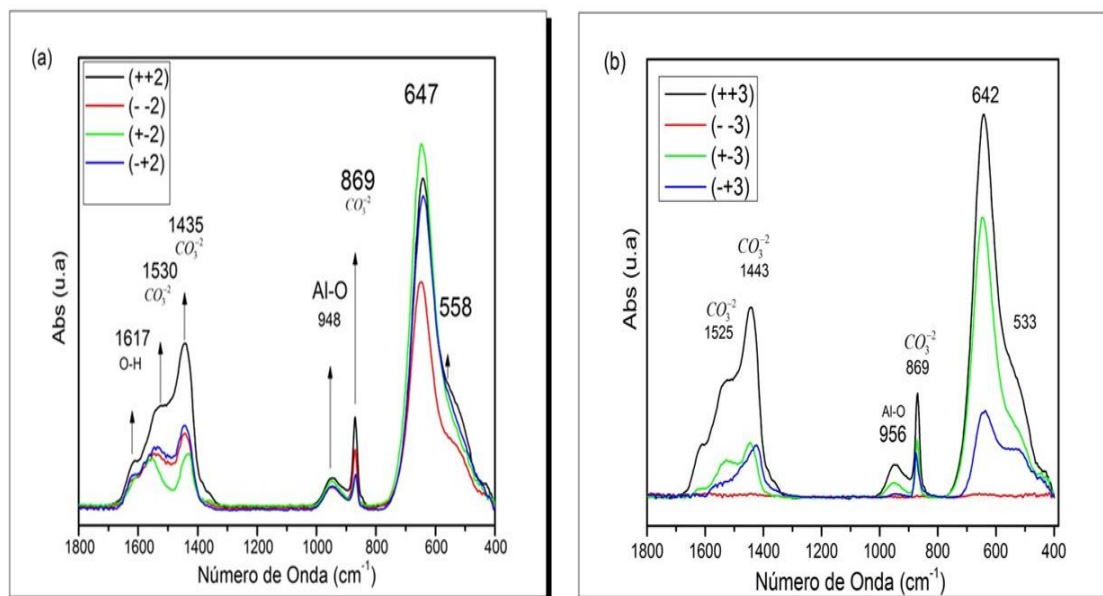 (a)
(++2)
(- -2)
(+-2)
(-+2)
647
869
CO₃⁻²
1435
CO₃⁻²
1530
CO₃⁻²
Al-O
948
558
1617
O-H
Abs (u.a)
1800 1600 1400 1200 1000 800 600 400
Número de Onda (cm⁻¹)
(b)
(++3)
(- -3)
(+-3)
(-+3)
642
CO₃⁻²
1443
CO₃⁻²
1525
533
CO₃⁻²
869
Al-O
956
Abs (u.a)
1800 1600 1400 1200 1000 800 600 400
Número de Onda (cm⁻¹)